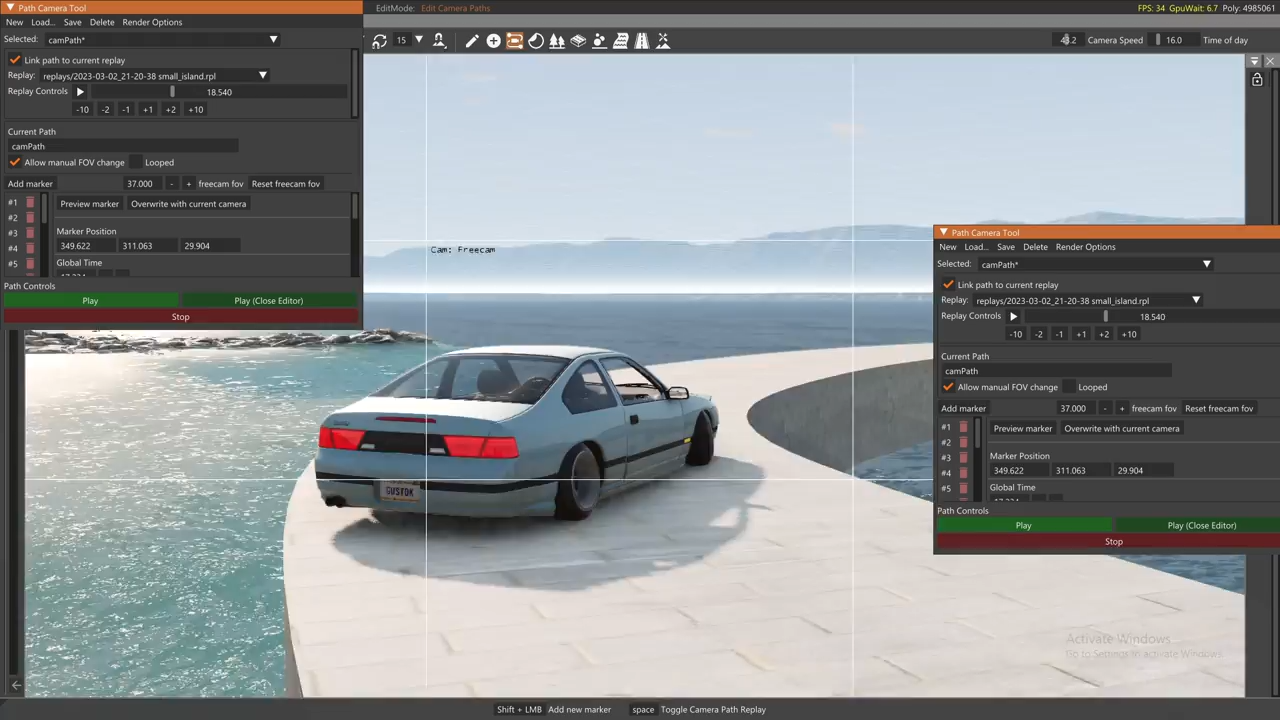 Path Camera Tool
New Load... Save Delete Render Options
Selected: camPath*
Link path to current replay
Replay: replays/2023-03-02_21-20-38 small_island.rpl
Replay Controls 18.540
-10 -2 -1 +1 +2 +10
Current Path
camPath
Allow manual FOV change Looped
Add marker 37.000 - + freecam fov Reset freecam fov
#1 Preview marker Overwrite with current camera
#2
#3 Marker Position
#4 349.622 311.063 29.904
#5 Global Time
Path Controls
Play Play (Close Editor)
Stop
EditMode: Edit Camera Paths
FPS: 34 GpuWait: 6.7 Poly: 4985061
15
Camera Speed 16.0 Time of day
Cam: Freecam
Path Camera Tool
New Load... Save Delete Render Options
Selected: camPath*
Link path to current replay
Replay: replays/2023-03-02_21-20-38 small_island.rpl
Replay Controls 18.540
-10 -2 -1 +1 +2 +10
Current Path
camPath
Allow manual FOV change Looped
Add marker 37.000 - + freecam fov Reset freecam fov
#1 Preview marker Overwrite with current camera
#2
#3 Marker Position
#4 349.622 311.063 29.904
#5 Global Time
Path Controls
Play Play (Close Editor)
Stop
Activate Windows
Go to Settings to activate Windows.
Shift + LMB Add new marker space Toggle Camera Path Replay